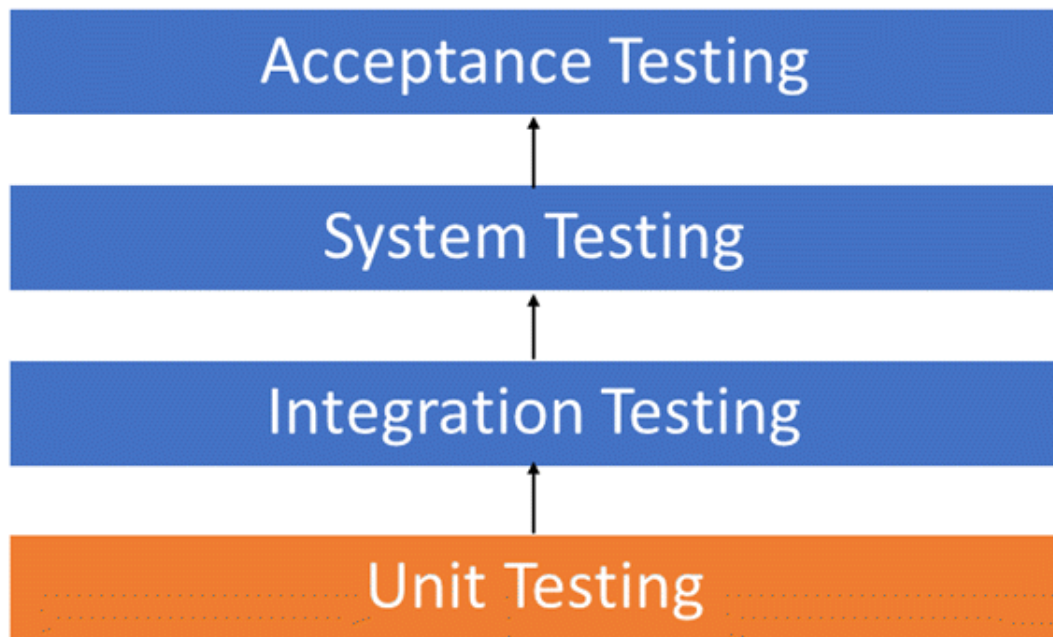 Acceptance Testing
System Testing
Integration Testing
Unit Testing